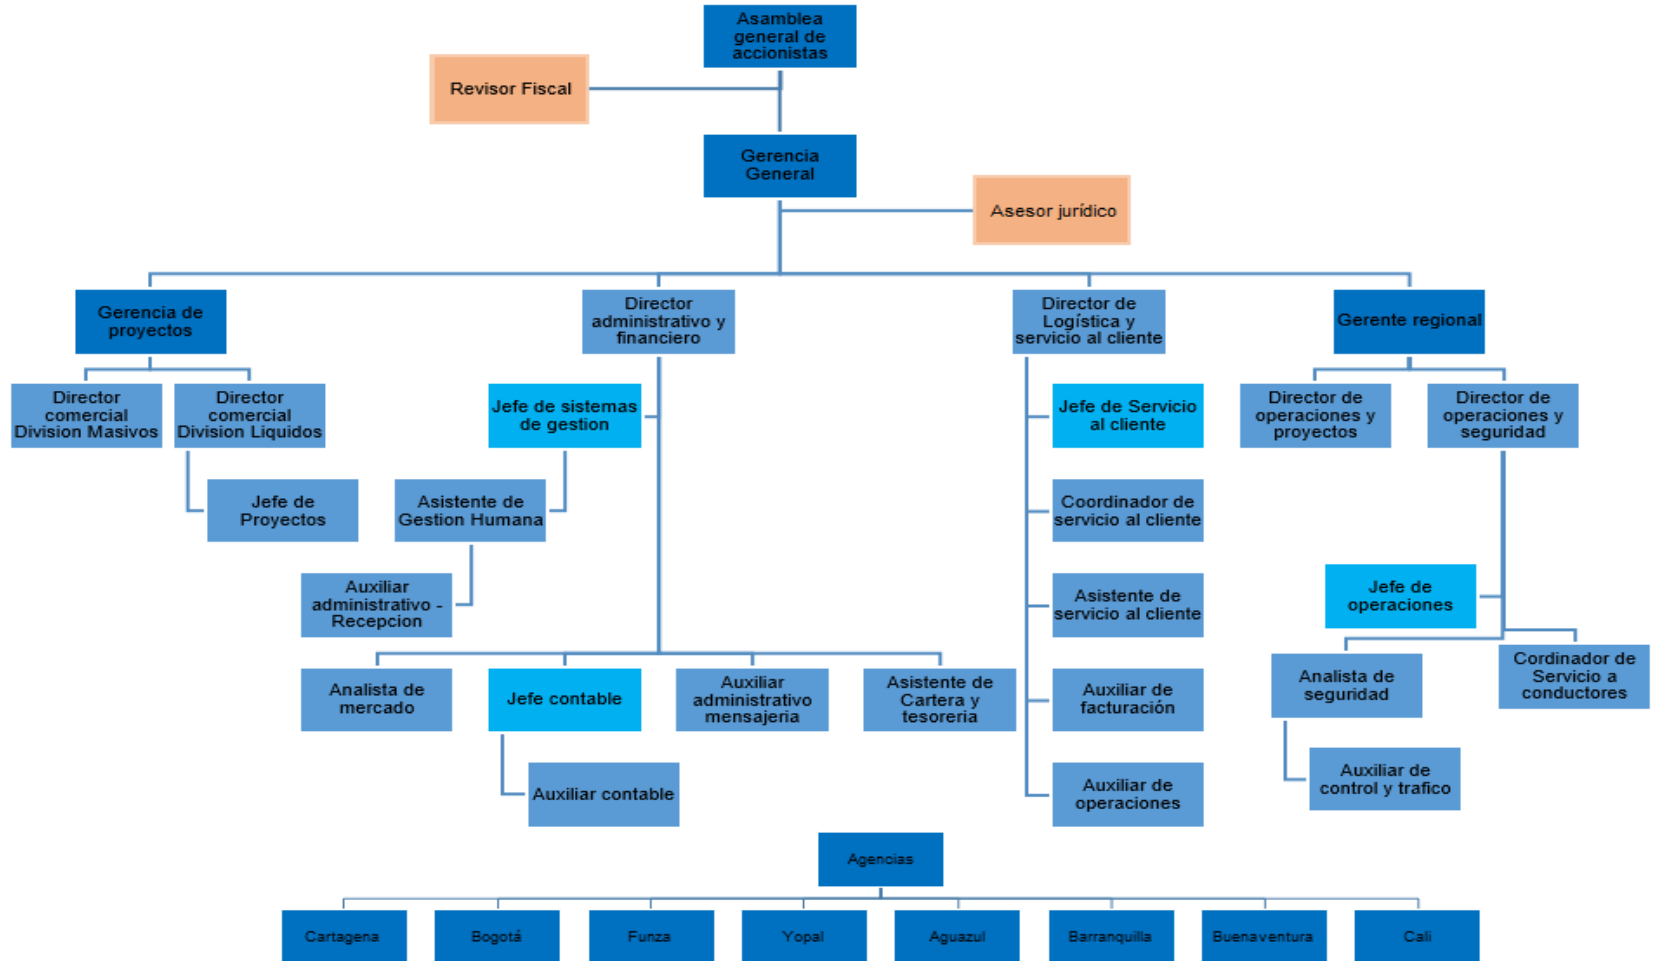 Asamblea
general de
accionistas
Revisor Fiscal
Gerencia
General
Asesor jurídico
Gerencia de
proyectos
Director
administrativo y
financiero
Director de
Logística y
servicio al cliente
Gerente regional
Director
comercial
Division Masivos
Director
comercial
Division Liquidos
Jefe de sistemas
de gestion
Jefe de Servicio
al cliente
Director de
operaciones y
proyectos
Director de
operaciones y
seguridad
Jefe de
Proyectos
Asistente de
Gestion Humana
Coordinador de
servicio al cliente
Auxiliar
administrativo -
Recepcion
Asistente de
servicio al cliente
Jefe de
operaciones
Analista de
mercado
Jefe contable
Auxiliar
administrativo
mensajeria
Asistente de
Cartera y
tesoreria
Auxiliar de
facturación
Analista de
seguridad
Cordinador de
Servicio a
conductores
Auxiliar contable
Auxiliar de
operaciones
Auxiliar de
control y trafico
Agencias
Cartagena
Bogotá
Funza
Yopal
Aguazul
Barranquilla
Buenaventura
Cali